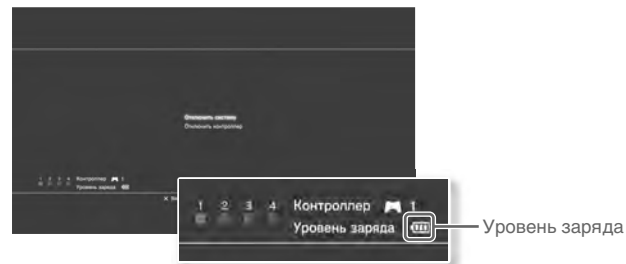 Отключить систему
Отключить контроллер
1 2 3 4 Контроллер 1
Уровень заряда
1 2 3 4 Контроллер 1
Уровень заряда
Уровень заряда